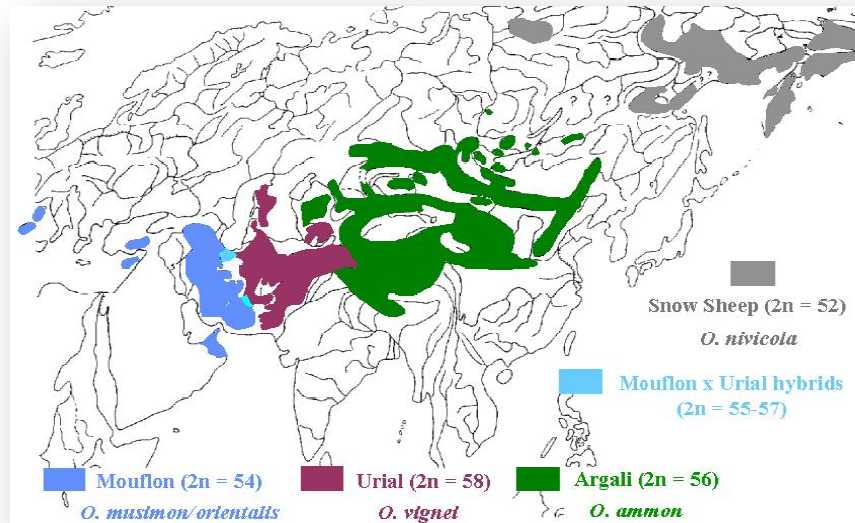 ? ?
? ?
Snow Sheep (2n = 52)
O. nivicola
Mouflon x Urial hybrids
(2n = 55-57)
Mouflon (2n = 54)
O. musimon/orientalis
Urial (2n = 58)
O. vignei
Argali (2n = 56)
O. ammon